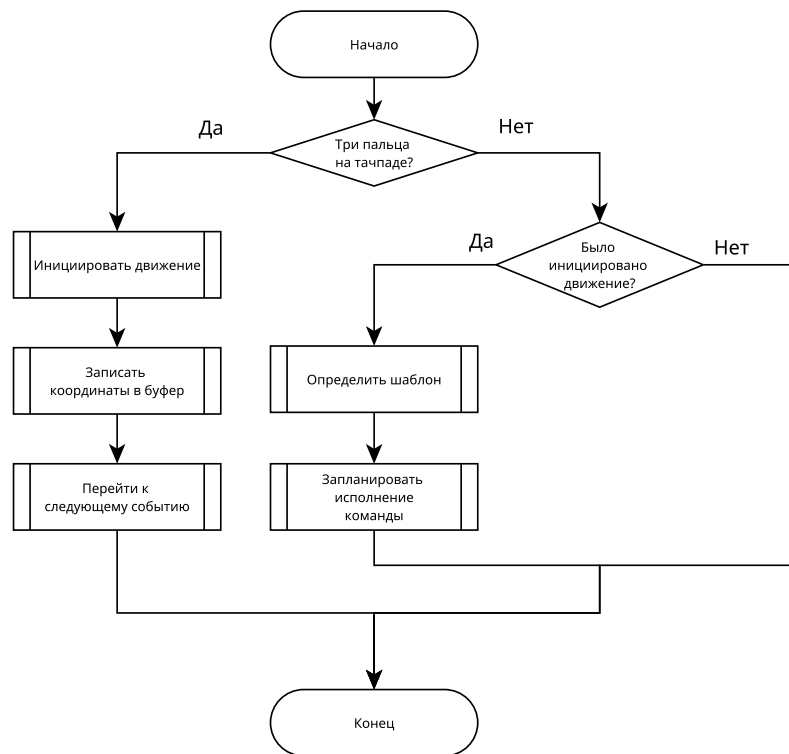 Начало
Да
Нет
Три пальца
на тачпаде?
Да
Нет
Было
инициировано
движение?
Инициировать движение
Записать
координаты в буфер
Определить шаблон
Перейти к
следующему событию
Запланировать
исполнение
команды
Конец